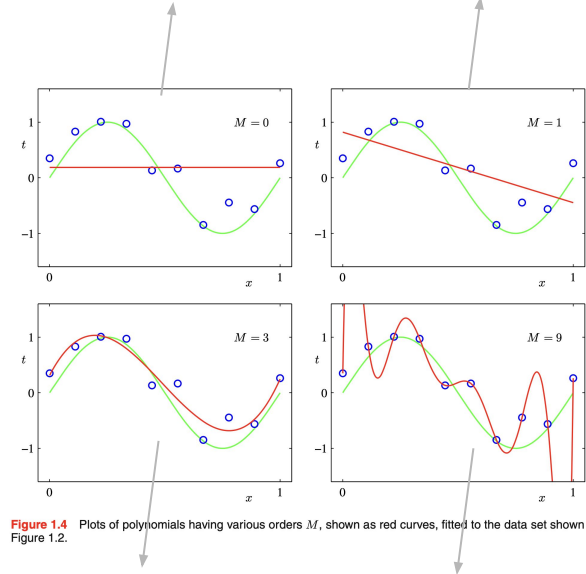 M = 0
1
t
0
−1
0
x
1
M = 1
1
t
0
−1
0
x
1
M = 3
1
t
0
−1
0
x
1
M = 9
1
t
0
−1
0
x
1
Figure 1.4 Plots of polynomials having various orders M, shown as red curves, fitted to the data set shown
Figure 1.2.